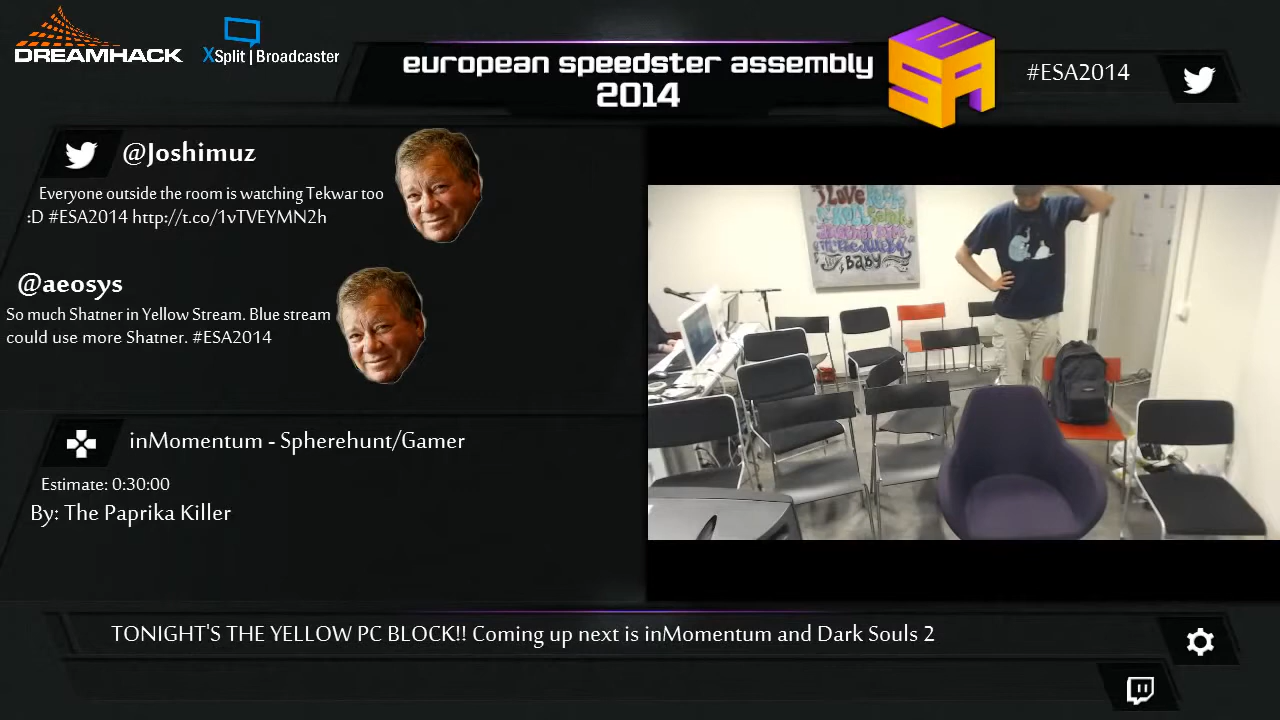 DREAMHACK
XSplit | Broadcaster
european speedster assembly
2014
#ESA2014
@Joshimuz
Everyone outside the room is watching Tekwar too
:D #ESA2014 http://t.co/1vTVEYMN2h
@aeosys
So much Shatner in Yellow Stream. Blue stream
could use more Shatner. #ESA2014
I Love
Baby
inMomentum - Spherehunt/Gamer
Estimate: 0:30:00
By: The Paprika Killer
TONIGHT'S THE YELLOW PC BLOCK!! Coming up next is inMomentum and Dark Souls 2